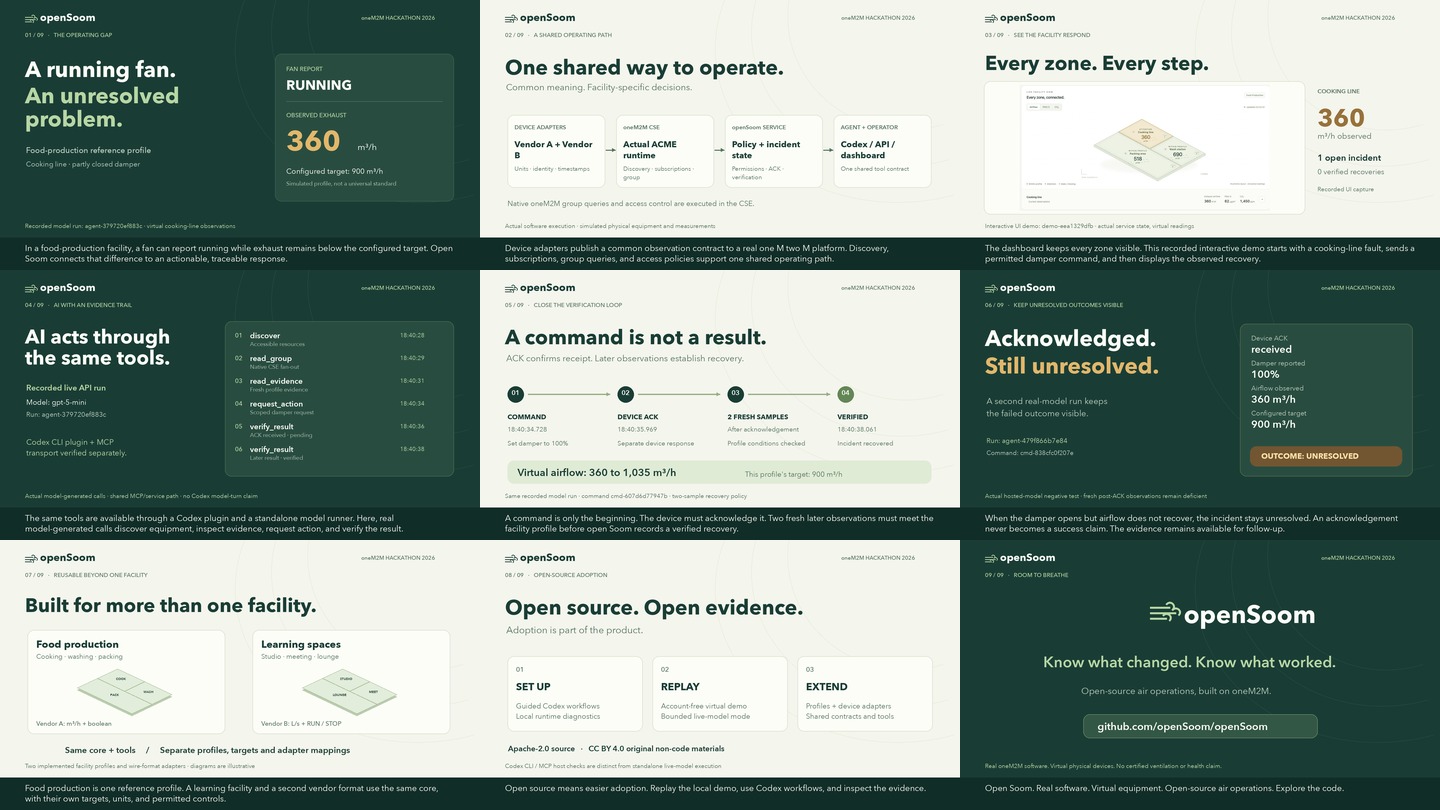 openSoom
oneM2M HACKATHON 2026
01 / 09 · THE OPERATING GAP
A running fan.
An unresolved
problem.
Food-production reference profile
Cooking line · partly closed damper
FAN REPORT
RUNNING
OBSERVED EXHAUST
360 m³/h
Configured target: 900 m³/h
Simulated profile, not a universal standard
Recorded model run: agent-379720ef883c · virtual cooking-line observations
In a food-production facility, a fan can report running while exhaust remains below the configured target. Open
Soom connects that difference to an actionable, traceable response.
openSoom
oneM2M HACKATHON 2026
02 / 09 · A SHARED OPERATING PATH
One shared way to operate.
Common meaning. Facility-specific decisions.
DEVICE ADAPTERS
Vendor A + Vendor
B
Units · identity · timestamps
oneM2M CSE
Actual ACME
runtime
Discovery · subscriptions ·
group
openSoom SERVICE
Policy + incident
state
Permissions · ACK ·
verification
AGENT + OPERATOR
Codex / API /
dashboard
One shared tool contract
Native oneM2M group queries and access control are executed in the CSE.
Actual software execution · simulated physical equipment and measurements
Device adapters publish a common observation contract to a real one M two M platform. Discovery,
subscriptions, group queries, and access policies support one shared operating path.
openSoom
oneM2M HACKATHON 2026
03 / 09 · SEE THE FACILITY RESPOND
Every zone. Every step.
Every zone, connected.
360
518
690
COOKING LINE
360
m³/h observed
1 open incident
0 verified recoveries
Recorded UI capture
Interactive UI demo: demo-eea1329dfb · actual service state, virtual readings
The dashboard keeps every zone visible. This recorded interactive demo starts with a cooking-line fault, sends a
permitted damper command, and then displays the observed recovery.
openSoom
oneM2M HACKATHON 2026
04 / 09 · AI WITH AN EVIDENCE TRAIL
AI acts through
the same tools.
Recorded live API run
Model: gpt-5-mini
Run: agent-379720ef883c
Codex CLI plugin + MCP
transport verified separately.
01 discover 18:40:28
Accessible resources
02 read_group 18:40:29
Native CSE fan-out
03 read_evidence 18:40:31
Fresh profile evidence
04 request_action 18:40:34
Scoped damper request
05 verify_result 18:40:36
ACK received · pending
06 verify_result 18:40:38
Later result · verified
Actual model-generated calls · shared MCP/service path · no Codex model-turn claim
The same tools are available through a Codex plugin and a standalone model runner. Here, real
model-generated calls discover equipment, inspect evidence, request action, and verify the result.
openSoom
oneM2M HACKATHON 2026
05 / 09 · CLOSE THE VERIFICATION LOOP
A command is not a result.
ACK confirms receipt. Later observations establish recovery.
01
COMMAND
18:40:34.728
Set damper to 100%
02
DEVICE ACK
18:40:35.969
Separate device response
03
2 FRESH SAMPLES
After acknowledgement
Profile conditions checked
04
VERIFIED
18:40:38.061
Incident recovered
Virtual airflow: 360 to 1,035 m³/h
This profile's target: 900 m³/h
Same recorded model run · command cmd-607d6d77947b · two-sample recovery policy
A command is only the beginning. The device must acknowledge it. Two fresh later observations must meet the
facility profile before open Soom records a verified recovery.
openSoom
oneM2M HACKATHON 2026
06 / 09 · KEEP UNRESOLVED OUTCOMES VISIBLE
Acknowledged.
Still unresolved.
A second real-model run keeps
the failed outcome visible.
Run: agent-479f866b7e84
Command: cmd-838cfc0f207e
Device ACK
received
Damper reported
100%
Airflow observed
360 m³/h
Configured target
900 m³/h
OUTCOME: UNRESOLVED
Actual hosted-model negative test · fresh post-ACK observations remain deficient
When the damper opens but airflow does not recover, the incident stays unresolved. An acknowledgement
never becomes a success claim. The evidence remains available for follow-up.
openSoom
oneM2M HACKATHON 2026
07 / 09 · REUSABLE BEYOND ONE FACILITY
Built for more than one facility.
Food production
Cooking · washing · packing
COOK
PACK
WASH
Vendor A: m³/h + boolean
Learning spaces
Studio · meeting · lounge
STUDIO
LOUNGE
MEET
Vendor B: L/s + RUN / STOP
Same core + tools / Separate profiles, targets and adapter mappings
Two implemented facility profiles and wire-format adapters · diagrams are illustrative
Food production is one reference profile. A learning facility and a second vendor format use the same core,
with their own targets, units, and permitted controls.
openSoom
oneM2M HACKATHON 2026
08 / 09 · OPEN-SOURCE ADOPTION
Open source. Open evidence.
Adoption is part of the product.
01
SET UP
Guided Codex workflows
Local runtime diagnostics
02
REPLAY
Account-free virtual demo
Bounded live-model mode
03
EXTEND
Profiles + device adapters
Shared contracts and tools
Apache-2.0 source · CC BY 4.0 original non-code materials
Codex CLI / MCP host checks are distinct from standalone live-model execution
Open source means easier adoption. Replay the local demo, use Codex workflows, and inspect the evidence.
openSoom
oneM2M HACKATHON 2026
09 / 09 · ROOM TO BREATHE
openSoom
Know what changed. Know what worked.
Open-source air operations, built on oneM2M.
github.com/openSoom/openSoom
Real oneM2M software. Virtual physical devices. No certified ventilation or health claim.
Open Soom. Real software. Virtual equipment. Open-source air operations. Explore the code.